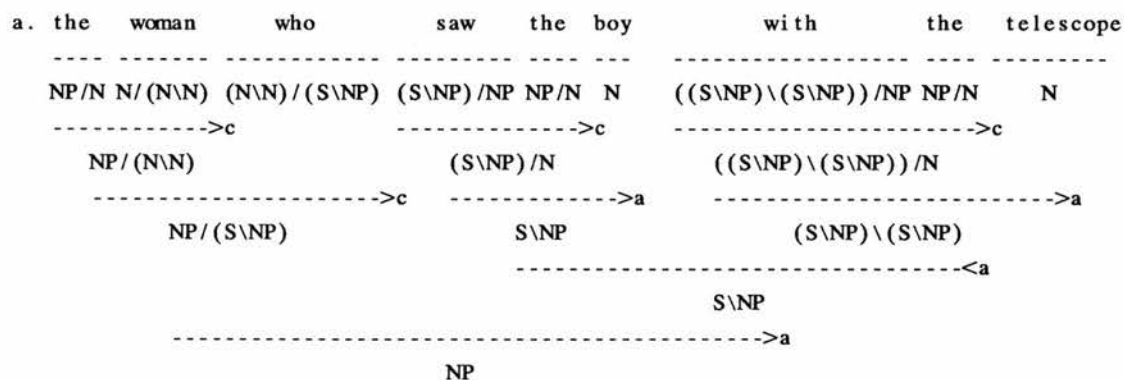 a. the woman who saw the boy with the telescope
---- ------- ------------ --------- ---- --- ------------------- ---- ---------
NP/N N/(N\N) (N\N)/(S\NP) (S\NP)/NP NP/N N ((S\NP)\(S\NP))/NP NP/N N
------------>c --------------->c ------------------------>c
NP/(N\N) (S\NP)/N ((S\NP)\(S\NP))/N
----------------------->c ------------->a ---------------------------->a
NP/(S\NP) S\NP (S\NP)\(S\NP)
------------------------------------<a
S\NP
------------------------------------------------>a
NP